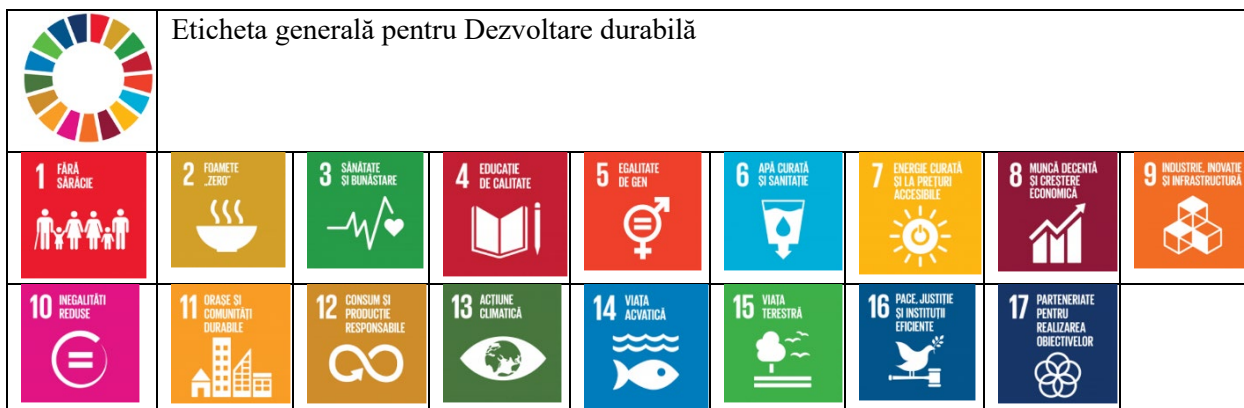 Eticheta generală pentru Dezvoltare durabilă
1 FĂRĂ
SĂRĂCIE
2 FOAMETE
„ZERO”
3 SĂNĂTATE
ȘI BUNĂSTARE
4 EDUCAȚIE
DE CALITATE
5 EGALITATE
DE GEN
6 APĂ CURATĂ
ȘI SANITAȚIE
7 ENERGIE CURATĂ
ȘI LA PREȚURI
ACCESIBILE
8 MUNCĂ DECENTĂ
ȘI CREȘTERE
ECONOMICĂ
9 INDUSTRIE, INOVAȚIE
ȘI INFRASTRUCTURĂ
10 INEGALITĂȚI
REDUSE
11 ORAȘE ȘI
COMUNITĂȚI
DURABILE
12 CONSUM ȘI
PRODUCȚIE
RESPONSABILE
13 ACȚIUNE
CLIMATICĂ
14 VIAȚA
ACVATICĂ
15 VIAȚA
TERESTRĂ
16 PACE, JUSTIȚIE
ȘI INSTITUȚII
EFICIENTE
17 PARTENERIATE
PENTRU
REALIZAREA
OBIECTIVELOR